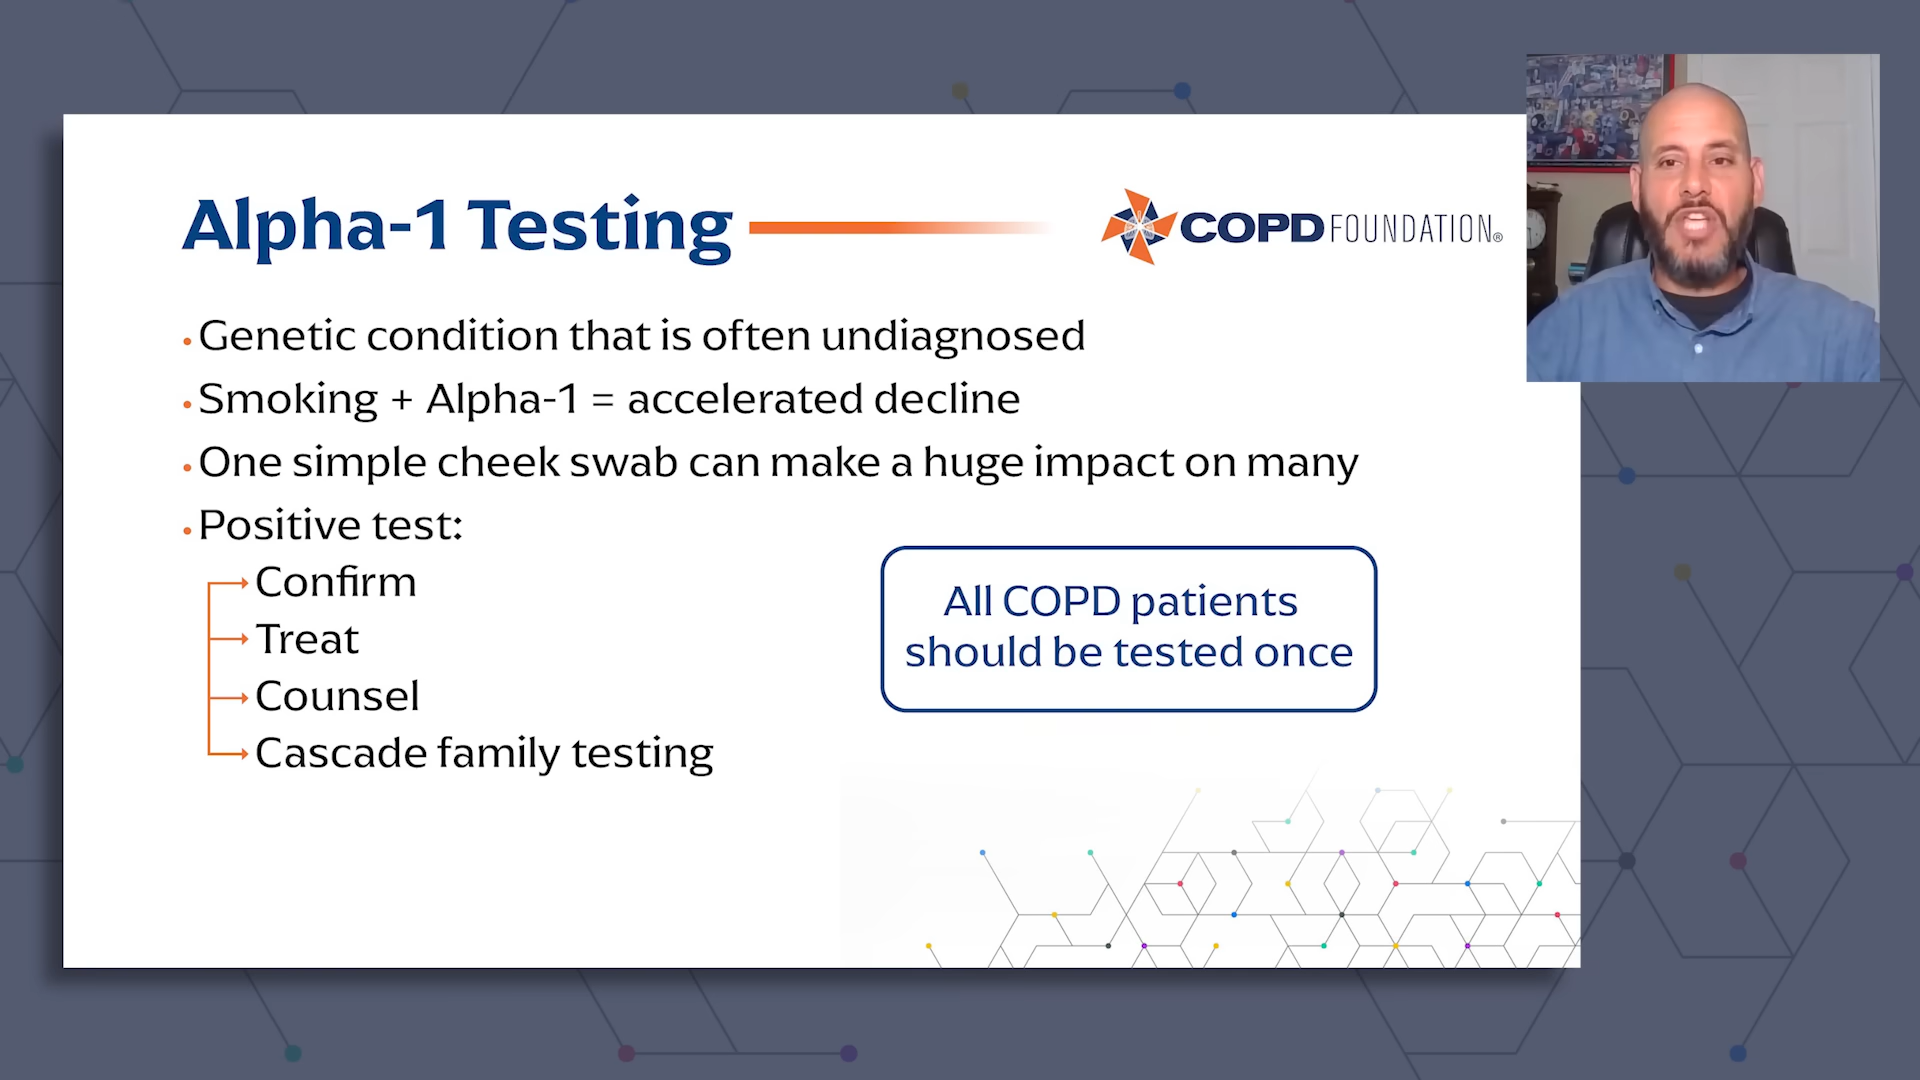 Alpha-1 Testing
COPD FOUNDATION®
• Genetic condition that is often undiagnosed
• Smoking + Alpha-1 = accelerated decline
• One simple cheek swab can make a huge impact on many
• Positive test:
Confirm
Treat
Counsel
Cascade family testing
All COPD patients
should be tested once